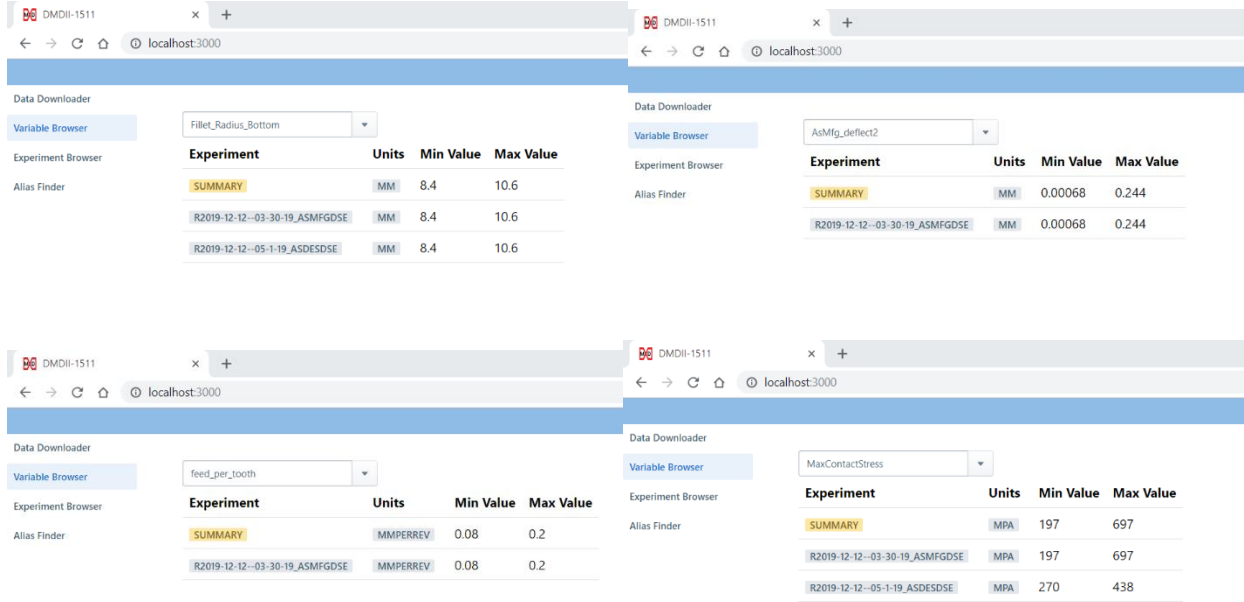 DMDII-1511 × +
localhost:3000
Data Downloader
Variable Browser
Experiment Browser
Alias Finder
Fillet_Radius_Bottom
Experiment Units Min Value Max Value
SUMMARY MM 8.4 10.6
R2019-12-12--03-30-19_ASMFGDSE MM 8.4 10.6
R2019-12-12--05-1-19_ASDESDSE MM 8.4 10.6
DMDII-1511 × +
localhost:3000
Data Downloader
Variable Browser
Experiment Browser
Alias Finder
AsMfg_deflect2
Experiment Units Min Value Max Value
SUMMARY MM 0.00068 0.244
R2019-12-12--03-30-19_ASMFGDSE MM 0.00068 0.244
DMDII-1511 × +
localhost:3000
Data Downloader
Variable Browser
Experiment Browser
Alias Finder
feed_per_tooth
Experiment Units Min Value Max Value
SUMMARY MMPERREV 0.08 0.2
R2019-12-12--03-30-19_ASMFGDSE MMPERREV 0.08 0.2
DMDII-1511 × +
localhost:3000
Data Downloader
Variable Browser
Experiment Browser
Alias Finder
MaxContactStress
Experiment Units Min Value Max Value
SUMMARY MPA 197 697
R2019-12-12--03-30-19_ASMFGDSE MPA 197 697
R2019-12-12--05-1-19_ASDESDSE MPA 270 438